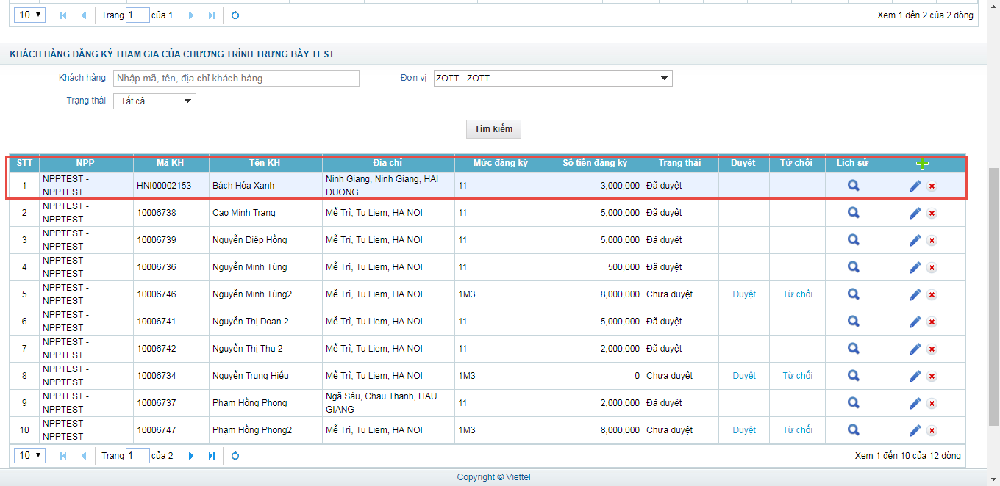 10 Trang 1 của 1 Xem 1 đến 2 của 2 dòng
KHÁCH HÀNG ĐĂNG KÝ THAM GIA CỦA CHƯƠNG TRÌNH TRƯNG BÀY TEST
Khách hàng Nhập mã, tên, địa chỉ khách hàng Đơn vị ZOTT - ZOTT
Trạng thái Tất cả
Tìm kiếm
STT NPP Mã KH Tên KH Địa chỉ Mức đăng ký Số tiền đăng ký Trạng thái Duyệt Từ chối Lịch sử
1 NPPTEST - NPPTEST HNI00002153 Bách Hóa Xanh Ninh Giang, Ninh Giang, HAI DUONG 11 3,000,000 Đã duyệt
2 NPPTEST - NPPTEST 10006738 Cao Minh Trang Mễ Trì, Tu Liem, HA NOI 11 5,000,000 Đã duyệt
3 NPPTEST - NPPTEST 10006739 Nguyễn Diệp Hồng Mễ Trì, Tu Liem, HA NOI 11 5,000,000 Đã duyệt
4 NPPTEST - NPPTEST 10006736 Nguyễn Minh Tùng Mễ Trì, Tu Liem, HA NOI 11 500,000 Đã duyệt
5 NPPTEST - NPPTEST 10006746 Nguyễn Minh Tùng2 Mễ Trì, Tu Liem, HA NOI 1M3 8,000,000 Chưa duyệt Duyệt Từ chối
6 NPPTEST - NPPTEST 10006741 Nguyễn Thị Doan 2 Mễ Trì, Tu Liem, HA NOI 11 5,000,000 Đã duyệt
7 NPPTEST - NPPTEST 10006742 Nguyễn Thị Thu 2 Mễ Trì, Tu Liem, HA NOI 11 2,000,000 Đã duyệt
8 NPPTEST - NPPTEST 10006734 Nguyễn Trung Hiếu Mễ Trì, Tu Liem, HA NOI 1M3 0 Chưa duyệt Duyệt Từ chối
9 NPPTEST - NPPTEST 10006737 Phạm Hồng Phong Ngã Sáu, Chau Thanh, HAU GIANG 11 2,000,000 Đã duyệt
10 NPPTEST - NPPTEST 10006747 Phạm Hồng Phong2 Mễ Trì, Tu Liem, HA NOI 1M3 8,000,000 Chưa duyệt Duyệt Từ chối
10 Trang 1 của 2 Xem 1 đến 10 của 12 dòng
Copyright © Viettel